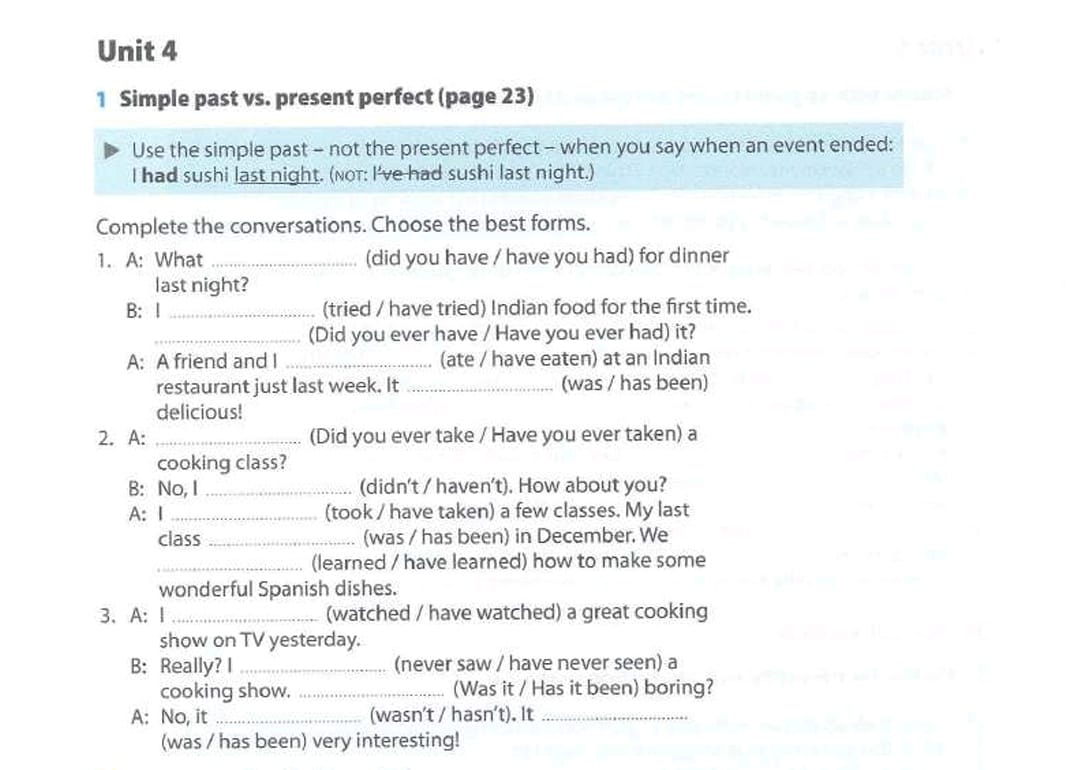 Unit 4
1 Simple past vs. present perfect (page 23)
▶ Use the simple past – not the present perfect – when you say when an event ended:
I had sushi last night. (NOT: I've had sushi last night.)
Complete the conversations. Choose the best forms.
1. A: What .............................. (did you have / have you had) for dinner
last night?
B: I .............................. (tried / have tried) Indian food for the first time.
.............................. (Did you ever have / Have you ever had) it?
A: A friend and I .............................. (ate / have eaten) at an Indian
restaurant just last week. It .............................. (was / has been)
delicious!
2. A: .............................. (Did you ever take / Have you ever taken) a
cooking class?
B: No, I .............................. (didn't / haven't). How about you?
A: I .............................. (took / have taken) a few classes. My last
class .............................. (was / has been) in December. We
.............................. (learned / have learned) how to make some
wonderful Spanish dishes.
3. A: I .............................. (watched / have watched) a great cooking
show on TV yesterday.
B: Really? I .............................. (never saw / have never seen) a
cooking show. .............................. (Was it / Has it been) boring?
A: No, it .............................. (wasn't / hasn't). It ..............................
(was / has been) very interesting!